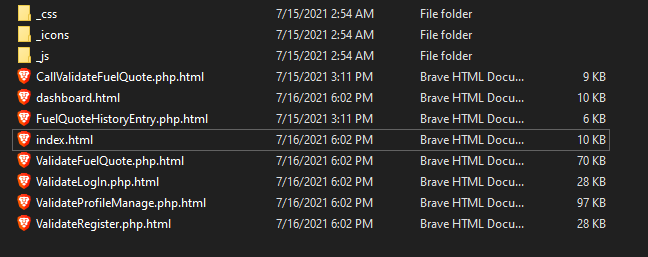 _css 7/15/2021 2:54 AM File folder
_icons 7/15/2021 2:54 AM File folder
_js 7/15/2021 2:54 AM File folder
CallValidateFuelQuote.php.html 7/15/2021 3:11 PM Brave HTML Docu... 9 KB
dashboard.html 7/16/2021 6:02 PM Brave HTML Docu... 10 KB
FuelQuoteHistoryEntry.php.html 7/15/2021 3:11 PM Brave HTML Docu... 6 KB
index.html 7/16/2021 6:02 PM Brave HTML Docu... 10 KB
ValidateFuelQuote.php.html 7/16/2021 6:02 PM Brave HTML Docu... 70 KB
ValidateLogIn.php.html 7/16/2021 6:02 PM Brave HTML Docu... 28 KB
ValidateProfileManage.php.html 7/16/2021 6:02 PM Brave HTML Docu... 97 KB
ValidateRegister.php.html 7/16/2021 6:02 PM Brave HTML Docu... 28 KB